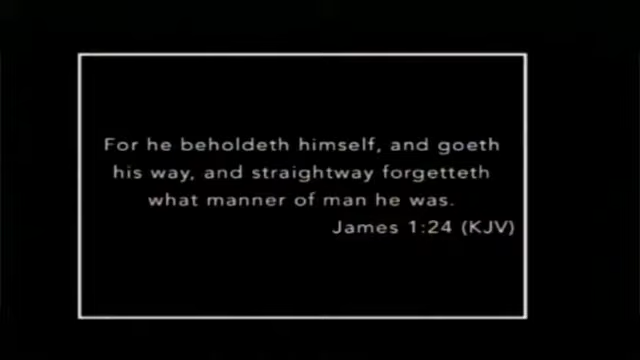 For he beholdeth himself, and goeth
his way, and straightway forgetteth
what manner of man he was.
James 1:24 (KJV)